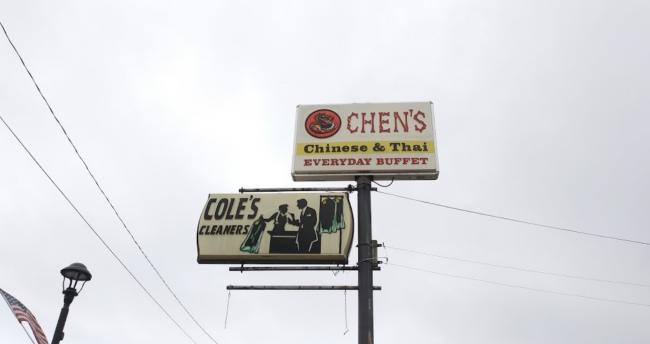 CHEN'S
Chinese & Thai
EVERYDAY BUFFET
COLE'S
CLEANERS